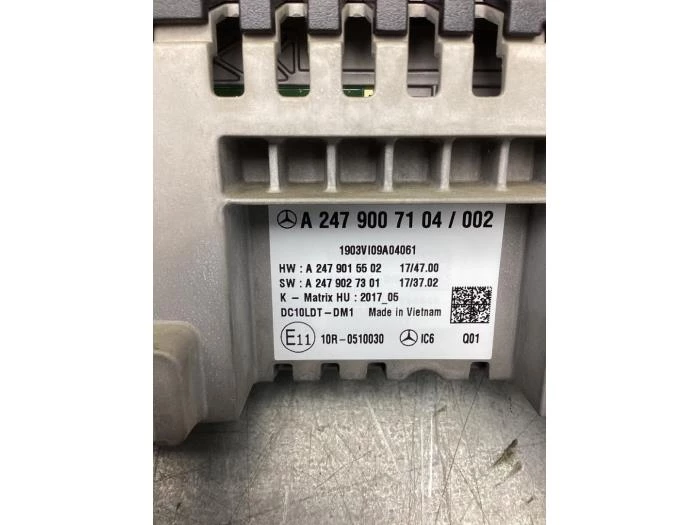 A 247 900 71 04 / 002
1903VI09A04061
HW : A 247 901 55 02 17/47.00
SW : A 247 902 73 01 17/37.02
K - Matrix HU : 2017_05
DC10LDT-DM1 Made in Vietnam
E11 10R-0510030 IC6 Q01